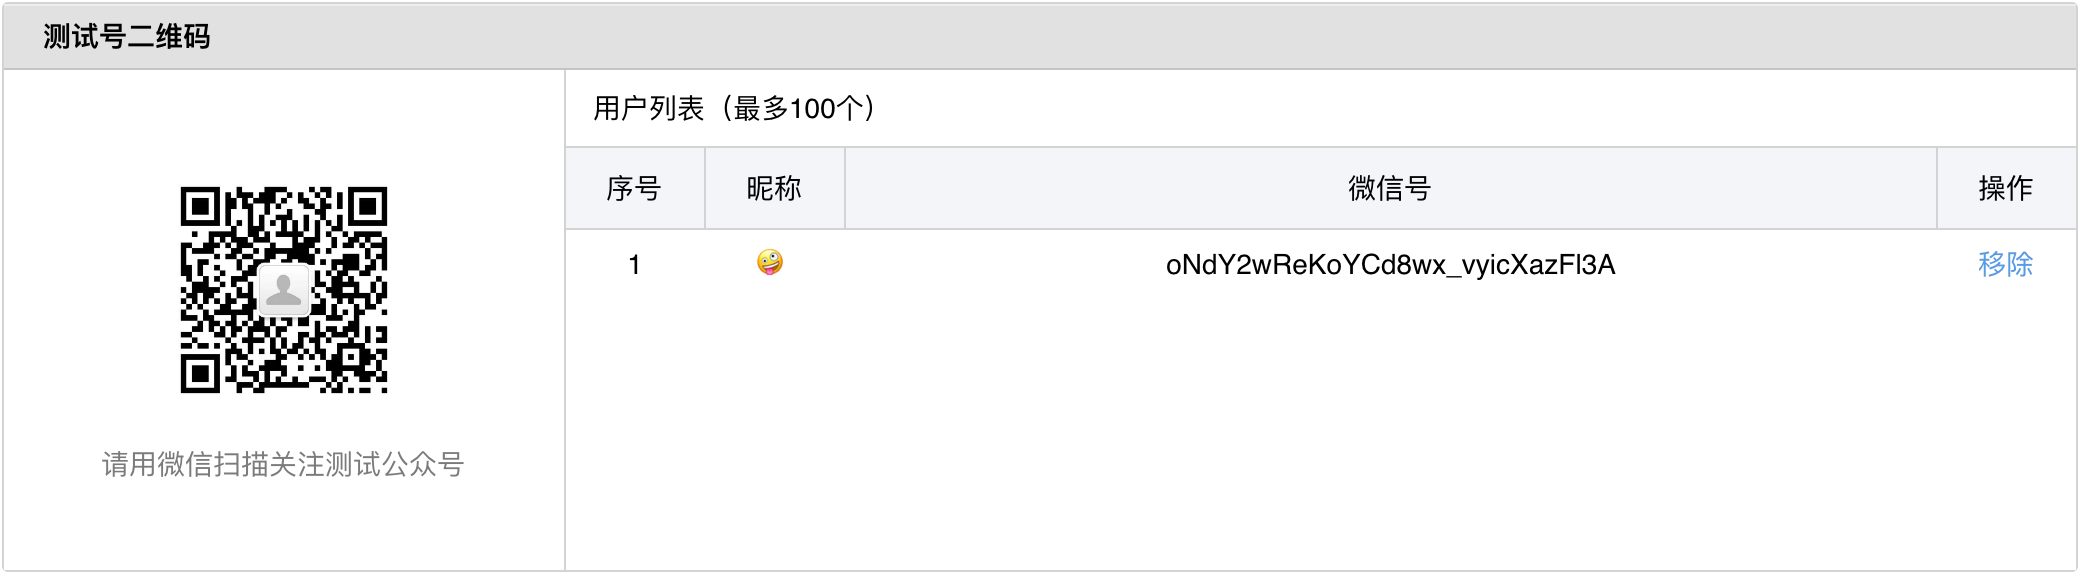 测试号二维码
用户列表（最多100个）
序号 昵称 微信号 操作
1 🤪 oNdY2wReKoYCd8wx_vyicXazFl3A 移除
请用微信扫描关注测试公众号